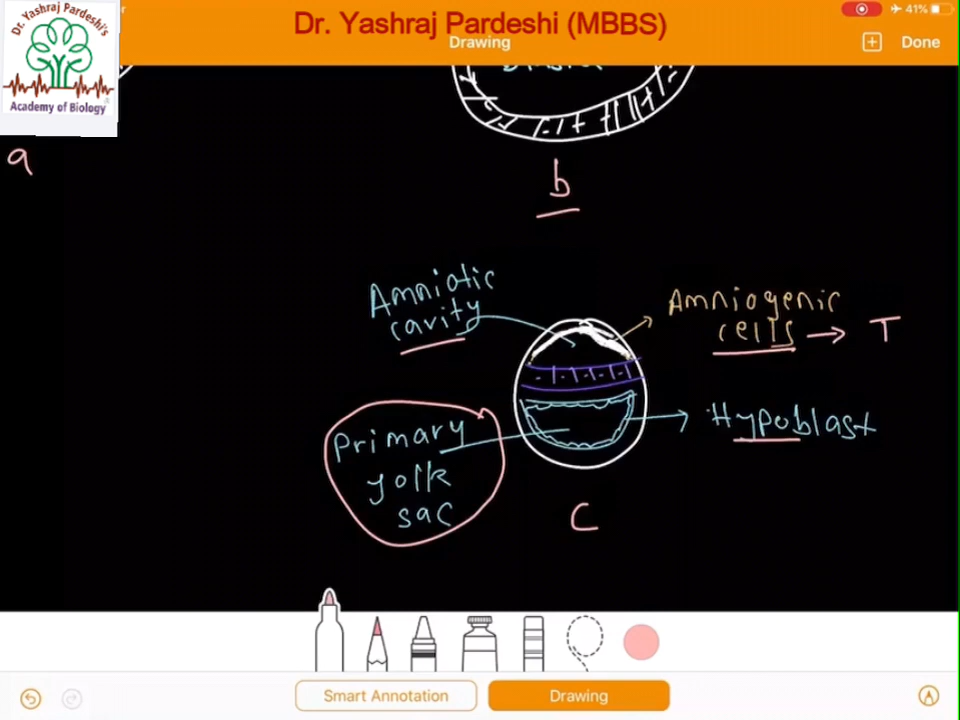 Dr. Yashraj Pardeshi (MBBS)
Dr. Yashraj Pardeshi's
Academy of Biology
41%
Drawing
Done
a
b
Amniotic
cavity
Amniogenic
cells → T
Hypoblast
Primary
yolk
sac
C
Smart Annotation
Drawing